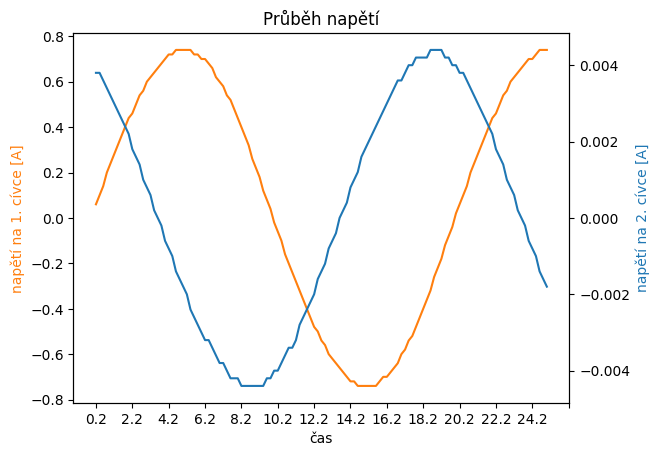 Průběh napětí
0.8
0.6
0.4
0.2
0.0
−0.2
−0.4
−0.6
−0.8
napětí na 1. cívce [A]
0.004
0.002
0.000
−0.002
−0.004
napětí na 2. cívce [A]
0.2 2.2 4.2 6.2 8.2 10.2 12.2 14.2 16.2 18.2 20.2 22.2 24.2
čas